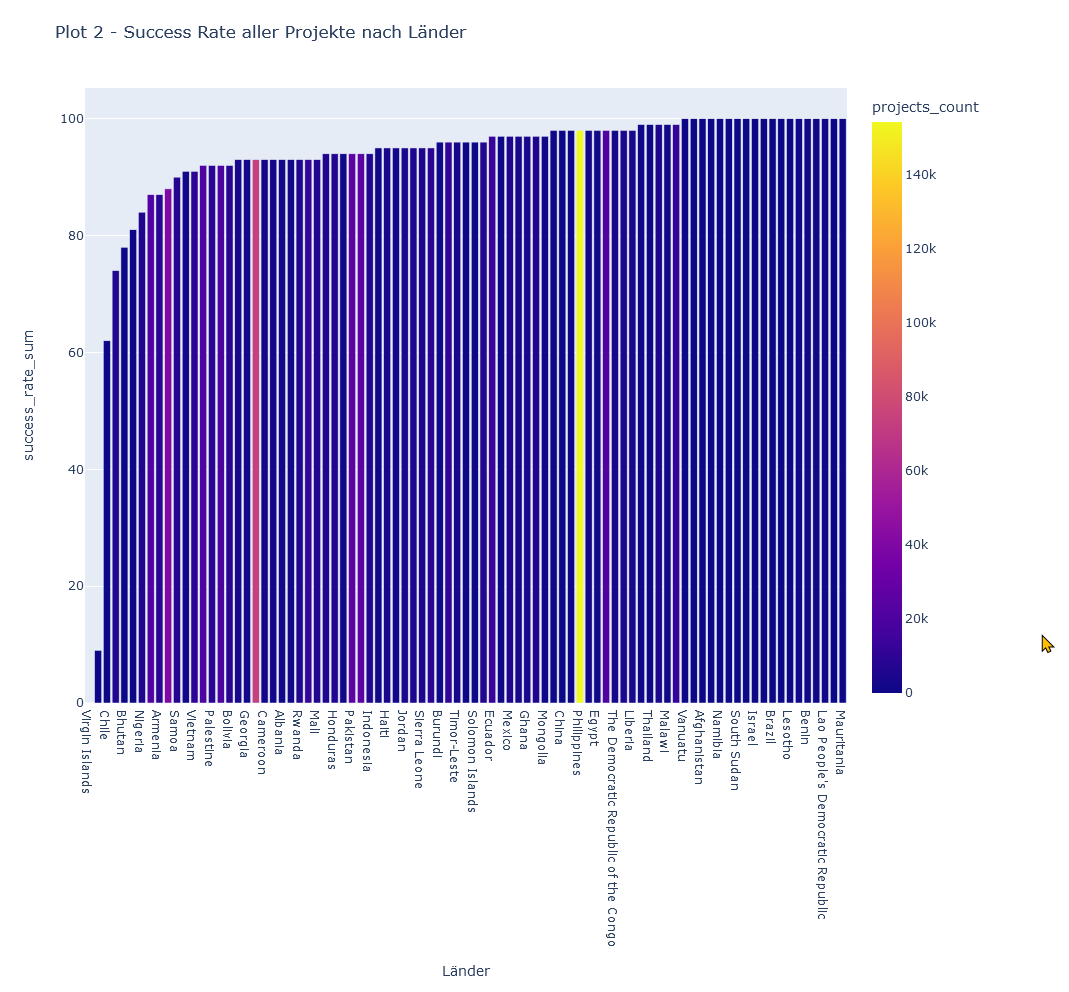 Plot 2 - Success Rate aller Projekte nach Länder
projects_count
100
80
60
40
20
0
success_rate_sum
140k
120k
100k
80k
60k
40k
20k
0
Virgin Islands
Chile
Bhutan
Nigeria
Armenia
Samoa
Vietnam
Palestine
Bolivia
Georgia
Cameroon
Albania
Rwanda
Mali
Honduras
Pakistan
Indonesia
Haiti
Jordan
Sierra Leone
Burundi
Timor-Leste
Solomon Islands
Ecuador
Mexico
Ghana
Mongolia
China
Philippines
Egypt
The Democratic Republic of the Congo
Liberia
Thailand
Malawi
Vanuatu
Afghanistan
Namibia
South Sudan
Israel
Brazil
Lesotho
Benin
Lao People's Democratic Republic
Mauritania
Länder